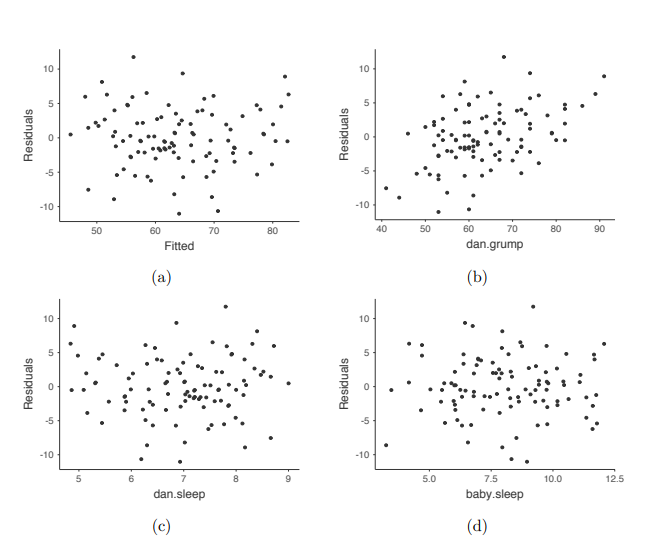 10
5
0
-5
-10
Residuals
50 60 70 80
Fitted
(a)
10
5
0
-5
-10
Residuals
40 50 60 70 80 90
dan.grump
(b)
10
5
0
-5
-10
Residuals
5 6 7 8 9
dan.sleep
(c)
10
5
0
-5
-10
Residuals
5.0 7.5 10.0 12.5
baby.sleep
(d)